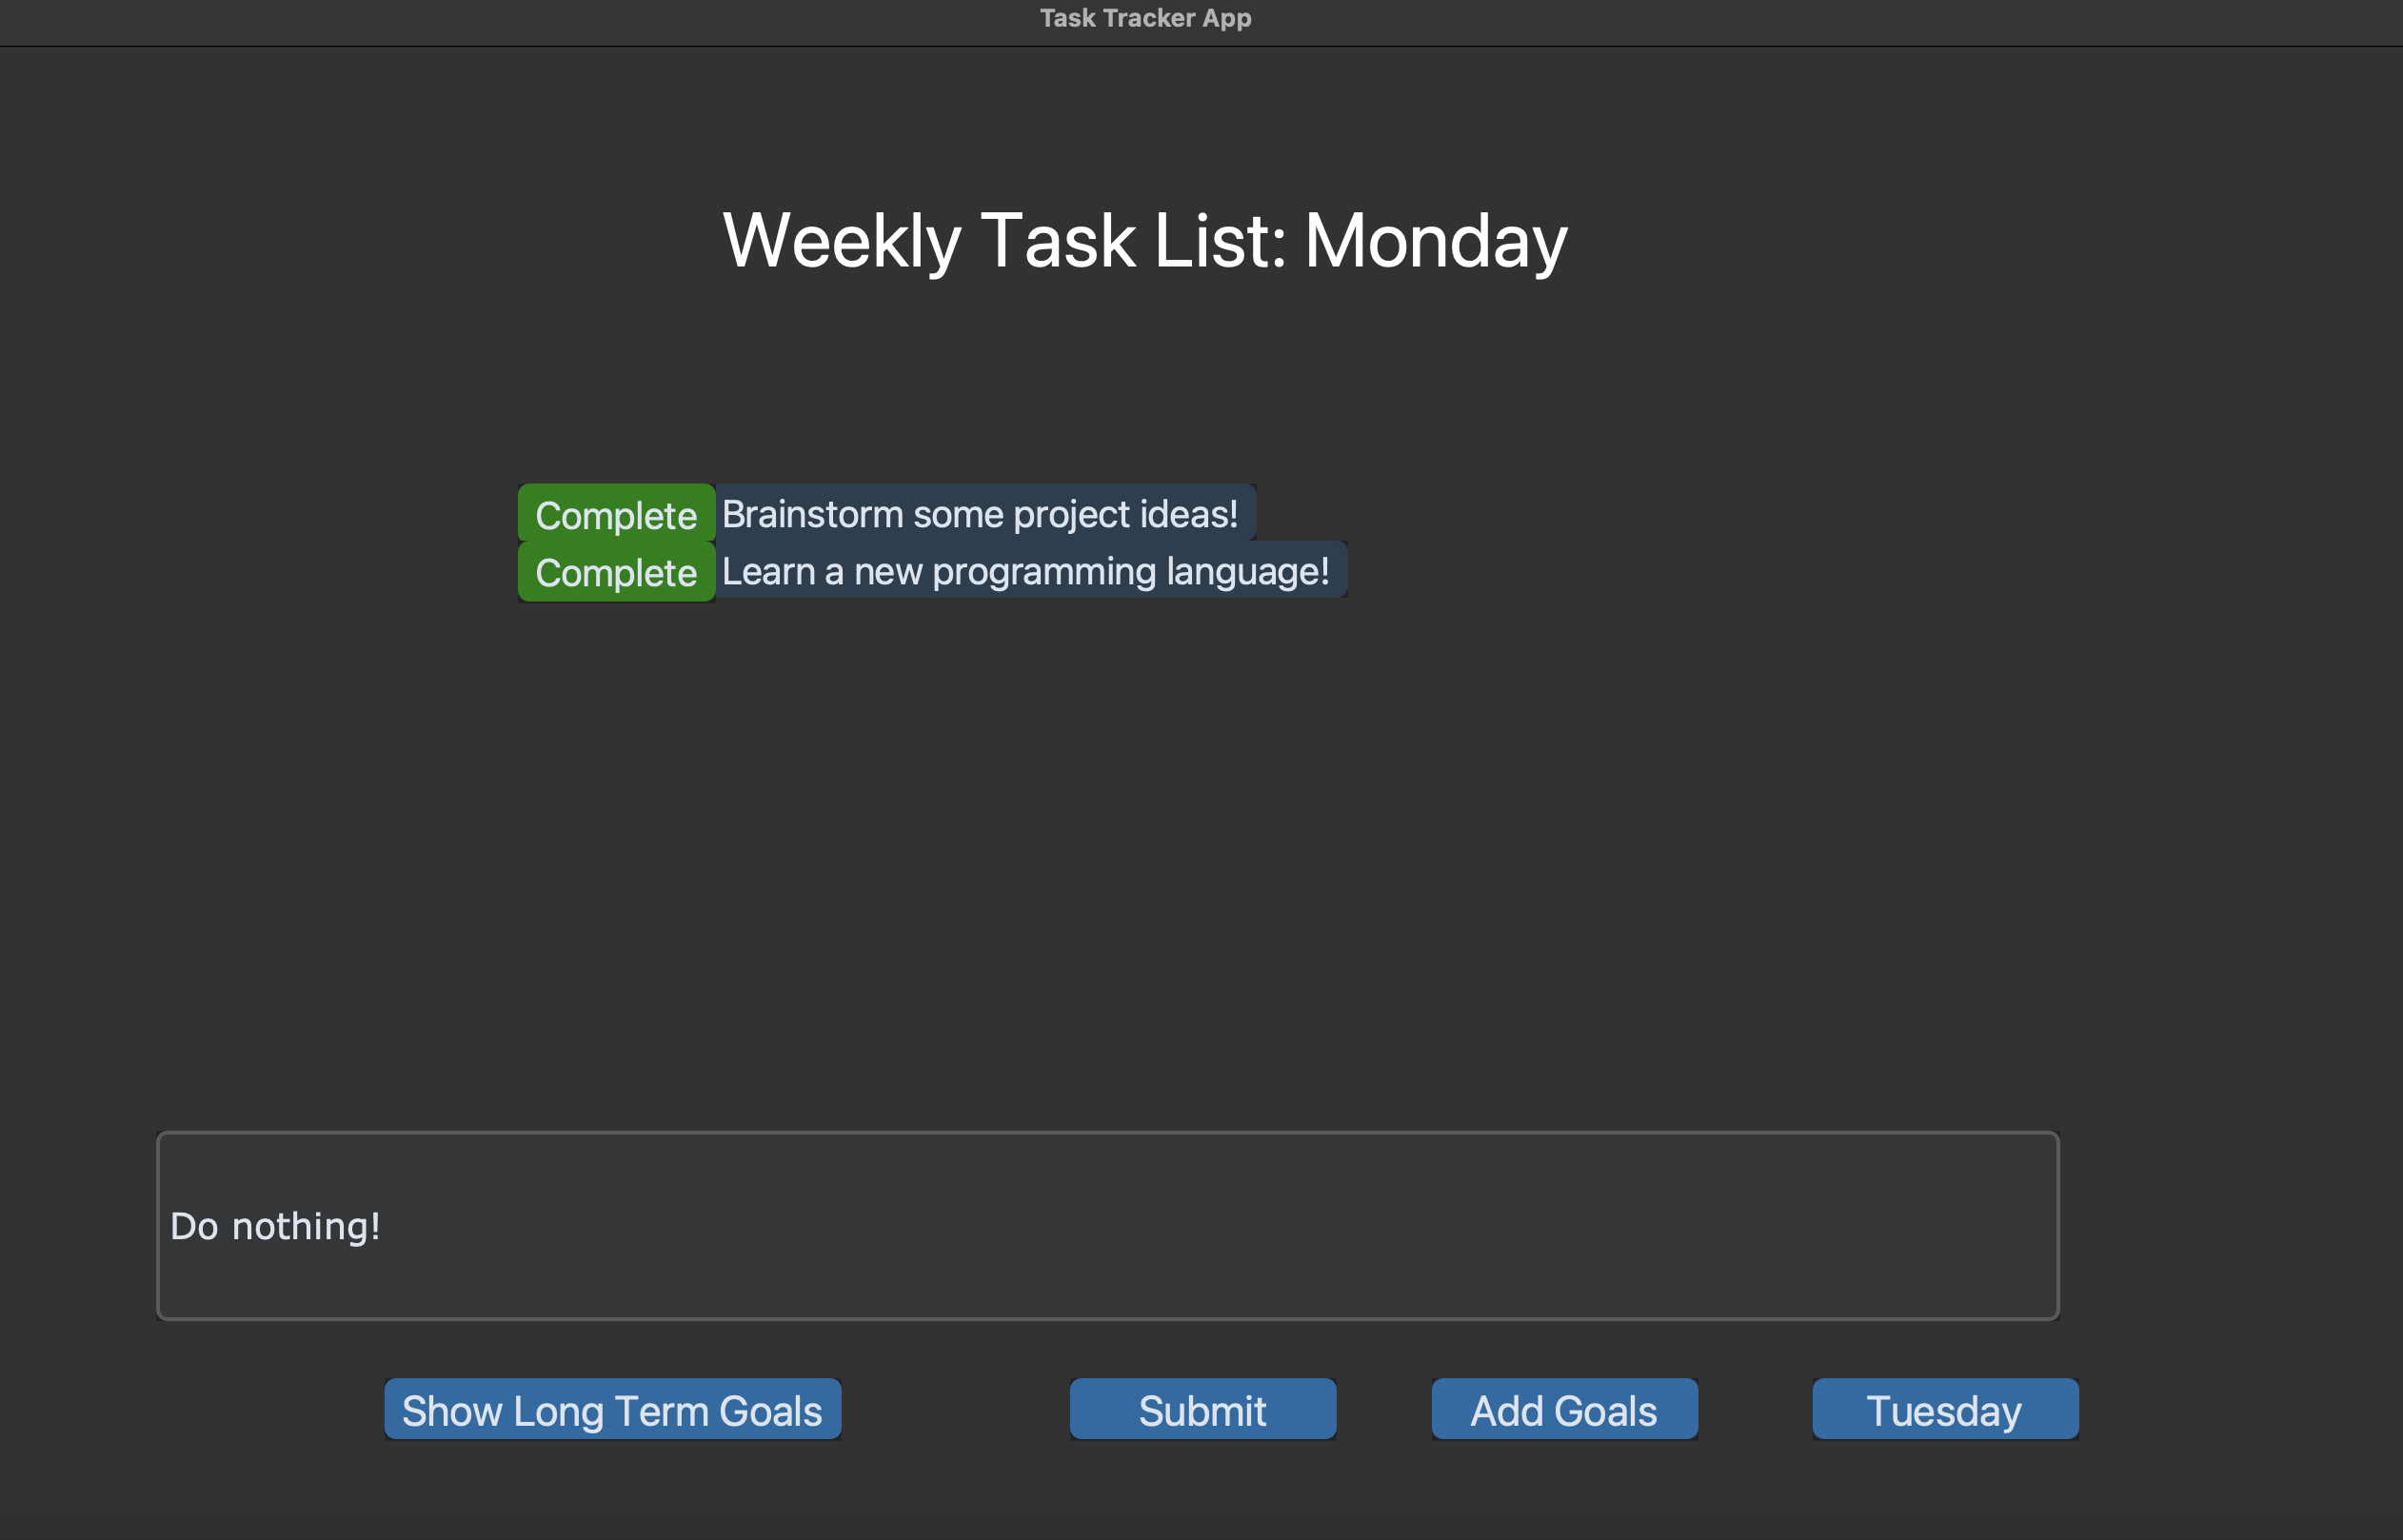 Task Tracker App
Weekly Task List: Monday
Complete Brainstorm some project ideas!
Complete Learn a new programming language!
Do nothing!
Show Long Term Goals Submit Add Goals Tuesday